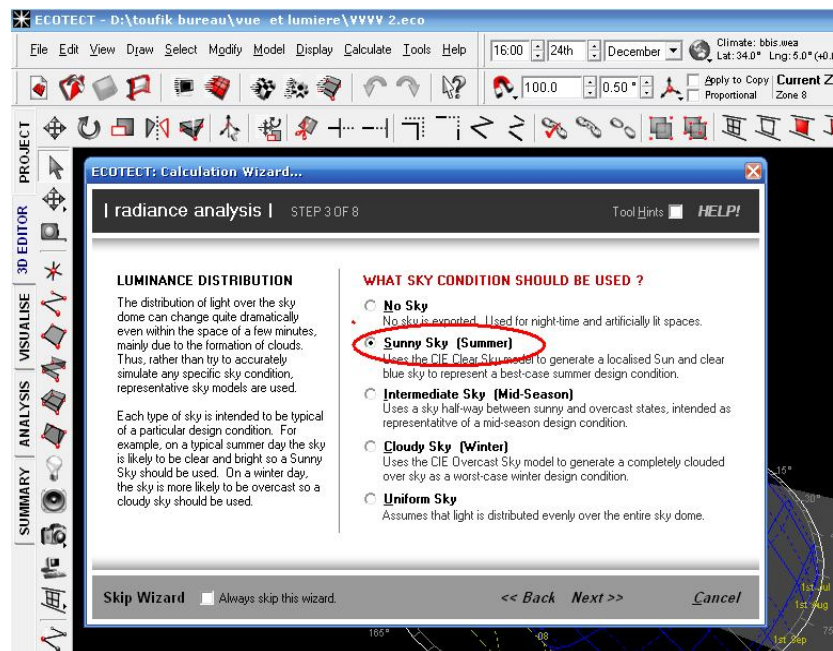 ECOTECT - D:\toufik bureau\vue et lumiere\VVVV 2.eco
File Edit View Draw Select Modify Model Display Calculate Tools Help
16:00 24th December
Climate: bbis.wea
Lat: 34.0° Lng: 5.0° (+0.
100.0 0.50 °
Apply to Copy
Proportional
Current Z
Zone 8
PROJECT
3D EDITOR
VISUALISE
ANALYSIS
SUMMARY
ECOTECT: Calculation Wizard...
| radiance analysis | STEP 3 OF 8 Tool Hints HELP!
LUMINANCE DISTRIBUTION
The distribution of light over the sky
dome can change quite dramatically
even within the space of a few minutes,
mainly due to the formation of clouds.
Thus, rather than try to accurately
simulate any specific sky condition,
representative sky models are used.
Each type of sky is intended to be typical
of a particular design condition. For
example, on a typical summer day the sky
is likely to be clear and bright so a Sunny
Sky should be used. On a winter day,
the sky is more likely to be overcast so a
cloudy sky should be used.
WHAT SKY CONDITION SHOULD BE USED ?
No Sky
No sky is exported. Used for night-time and artificially lit spaces.
Sunny Sky (Summer)
Uses the CIE Clear Sky model to generate a localised Sun and clear
blue sky to represent a best-case summer design condition.
Intermediate Sky (Mid-Season)
Uses a sky half-way between sunny and overcast states, intended as
representatitve of a mid-season design condition.
Cloudy Sky (Winter)
Uses the CIE Overcast Sky model to generate a completely clouded
over sky as a worst-case winter design condition.
Uniform Sky
Assumes that light is distributed evenly over the entire sky dome.
Skip Wizard Always skip this wizard. << Back Next >> Cancel
15°
30°
1st Jul
1st Aug
1st Sep
75
165°
08